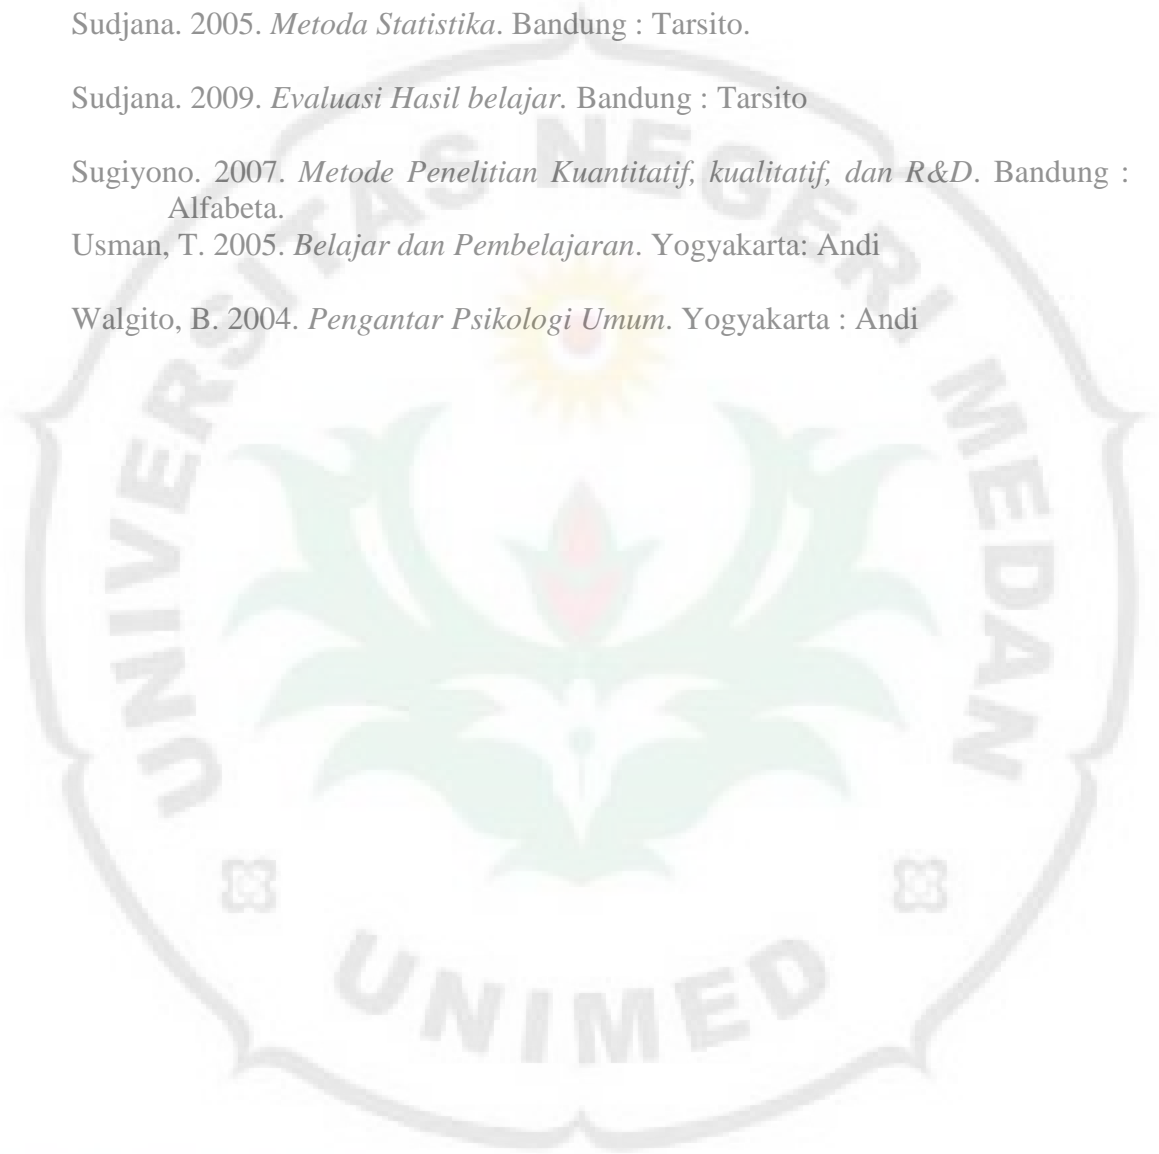 Sudjana. 2005. Metoda Statistika. Bandung : Tarsito.
Sudjana. 2009. Evaluasi Hasil belajar. Bandung : Tarsito
Sugiyono. 2007. Metode Penelitian Kuantitatif, kualitatif, dan R&D. Bandung :
Alfabeta.
Usman, T. 2005. Belajar dan Pembelajaran. Yogyakarta: Andi
Walgito, B. 2004. Pengantar Psikologi Umum. Yogyakarta : Andi
UNIVERSITAS NEGERI MEDAN
UNIMED